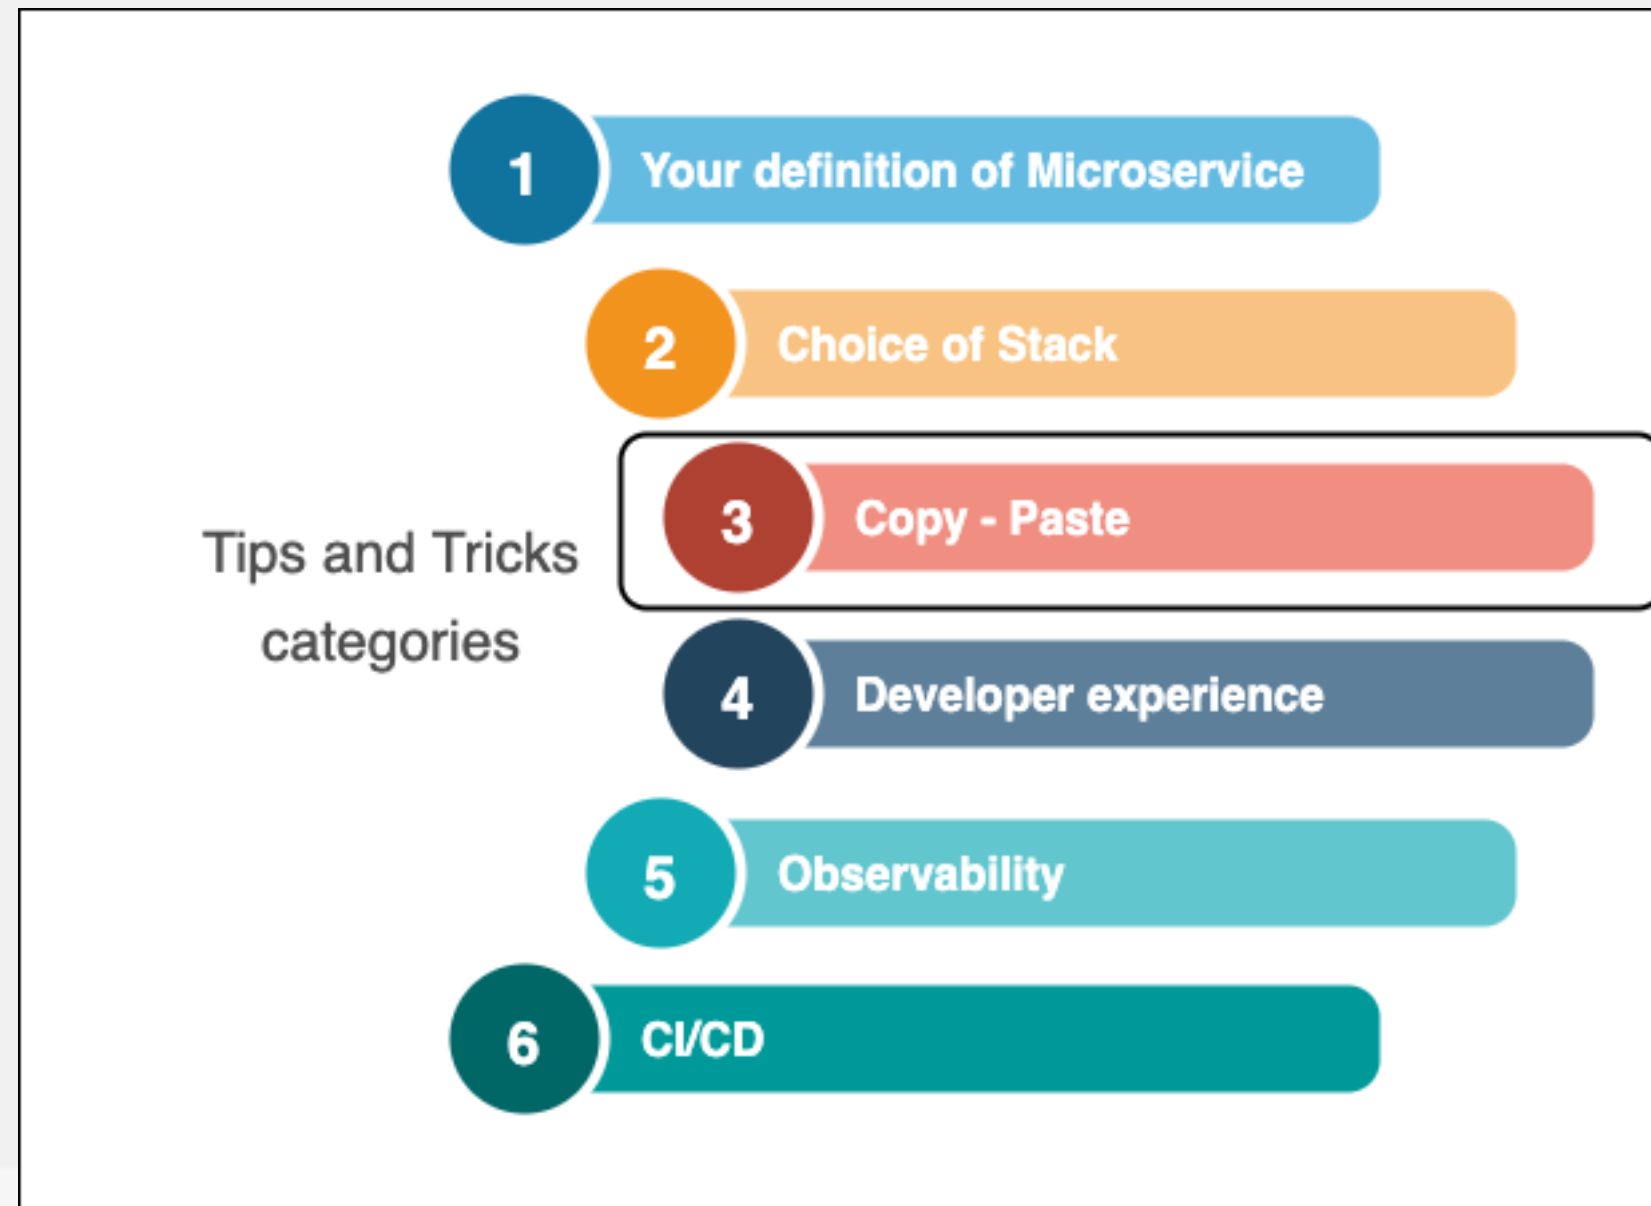 1 Your definition of Microservice
2 Choice of Stack
3 Copy - Paste
Tips and Tricks
categories
4 Developer experience
5 Observability
6 CI/CD